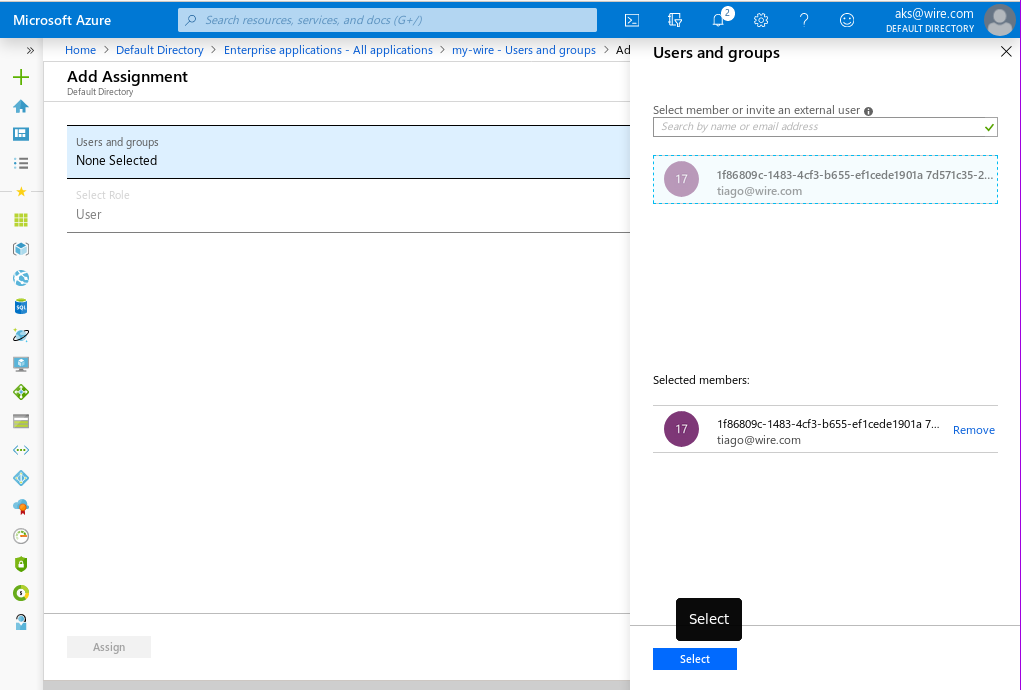 Microsoft Azure
Search resources, services, and docs (G+/)
2
aks@wire.com
DEFAULT DIRECTORY
Home > Default Directory > Enterprise applications - All applications > my-wire - Users and groups > Ad
Add Assignment
Default Directory
Users and groups
None Selected
Select Role
User
Assign
Users and groups
Select member or invite an external user
Search by name or email address
17
1f86809c-1483-4cf3-b655-ef1cede1901a 7d571c35-2...
tiago@wire.com
Selected members:
17
1f86809c-1483-4cf3-b655-ef1cede1901a 7...
tiago@wire.com
Remove
Select
Select
SQL